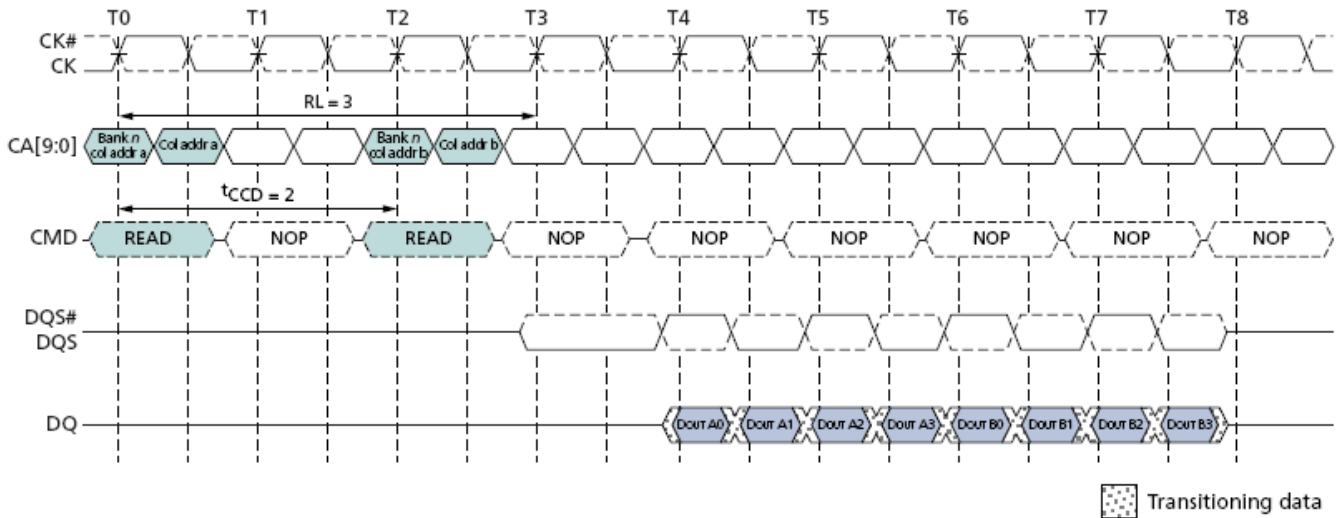 T0 T1 T2 T3 T4 T5 T6 T7 T8
CK#
CK
RL = 3
CA[9:0] Bank n col addr a Col addr a Bank n col addr b Col addr b
tCCD = 2
CMD READ NOP READ NOP NOP NOP NOP NOP NOP
DQS#
DQS
DQ DOUT A0 DOUT A1 DOUT A2 DOUT A3 DOUT B0 DOUT B1 DOUT B2 DOUT B3
Transitioning data